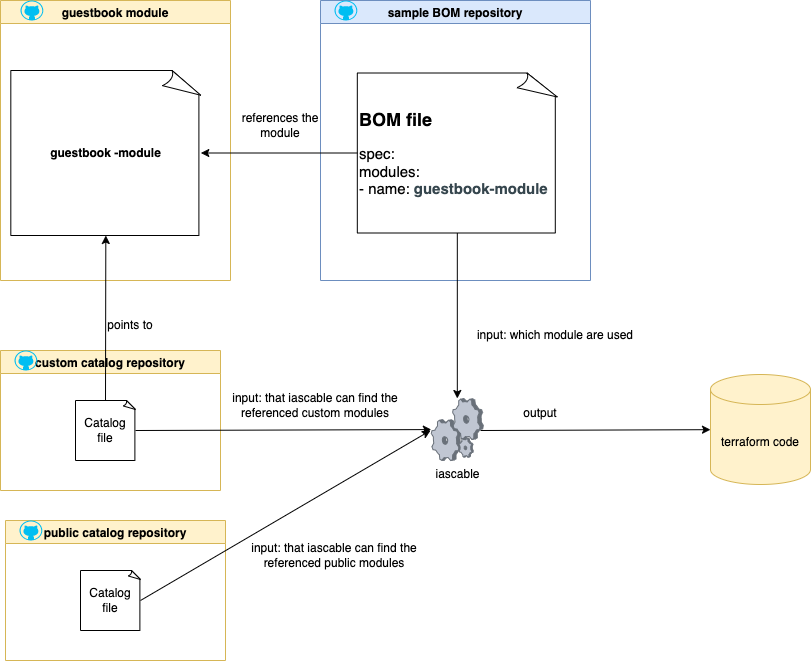 guestbook module
sample BOM repository
guestbook -module
references the
module
BOM file
spec:
modules:
- name: guestbook-module
points to
input: which module are used
custom catalog repository
Catalog
file
input: that iascable can find the
referenced custom modules
iascable
output
terraform code
public catalog repository
Catalog
file
input: that iascable can find the
referenced public modules